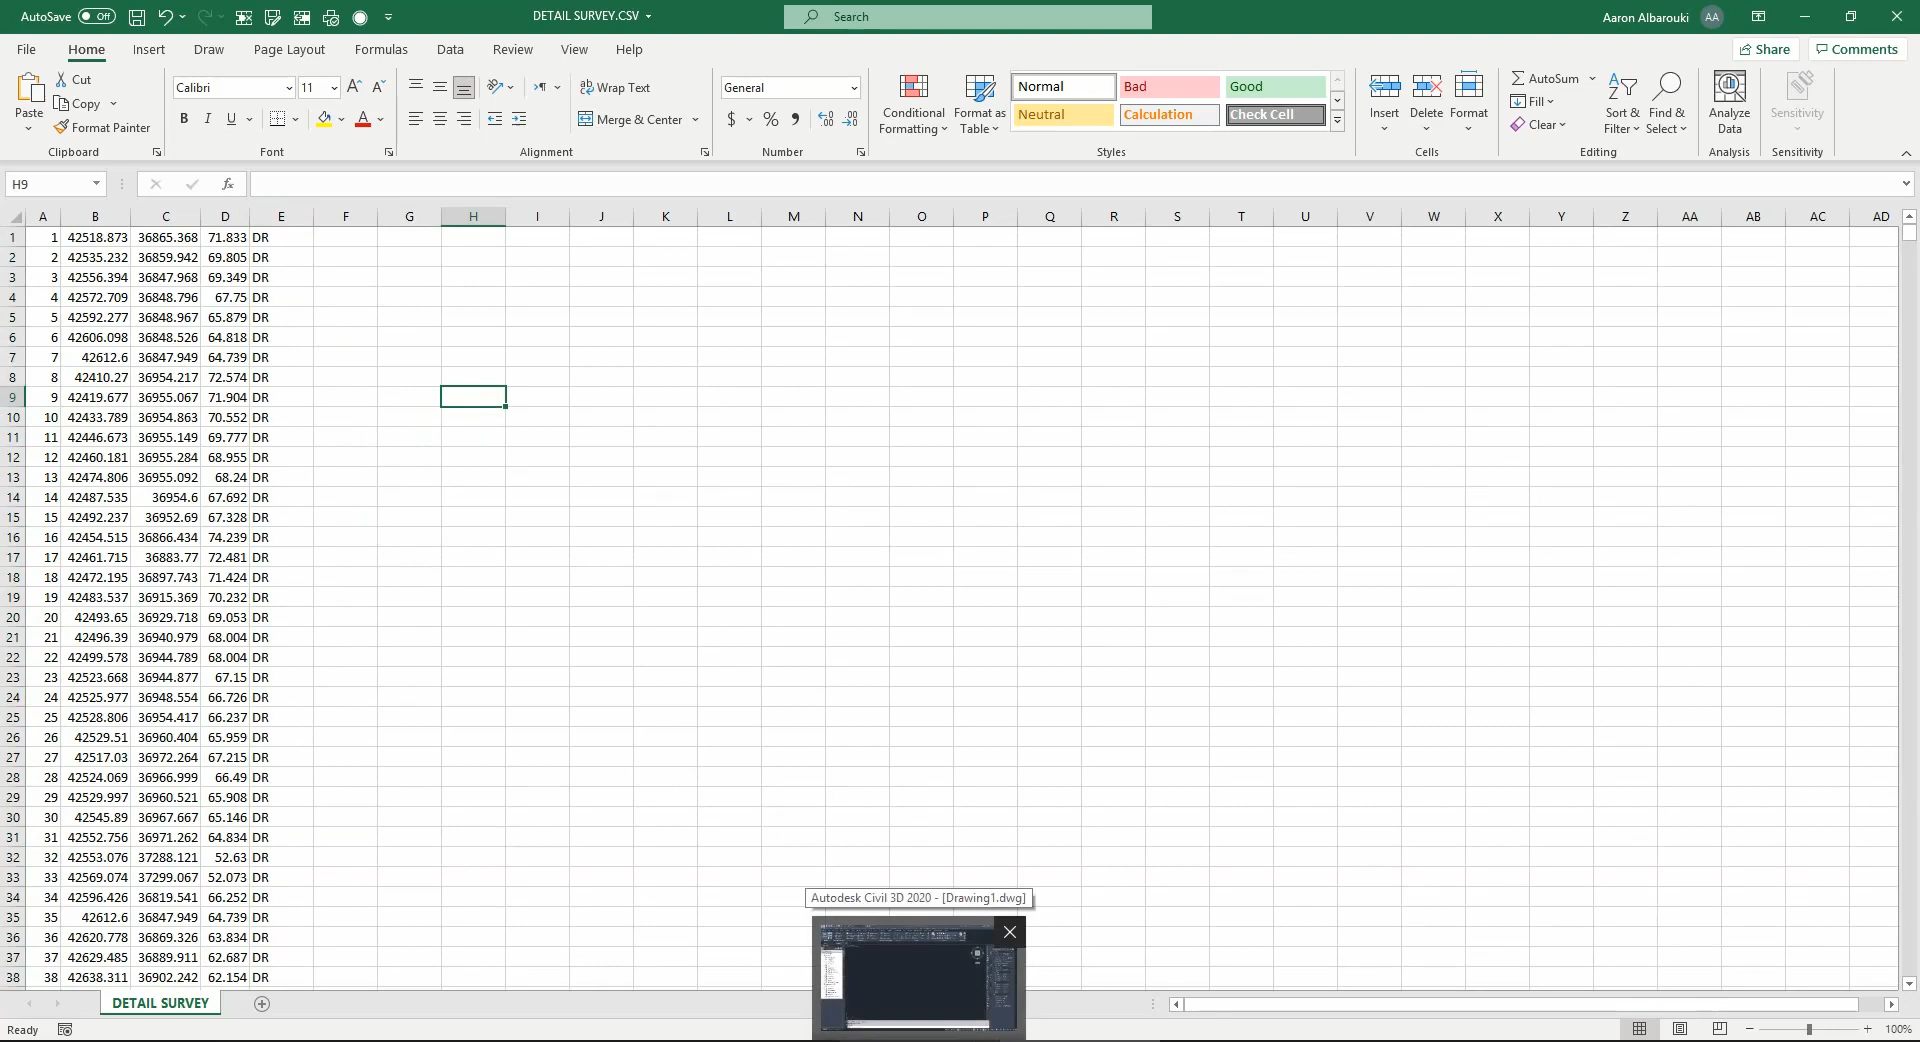 AutoSave Off DETAIL SURVEY.CSV Search Aaron Albarouki AA
File Home Insert Draw Page Layout Formulas Data Review View Help Share Comments
Paste Cut Copy Format Painter Clipboard
Calibri 11 B I U A A Font
Wrap Text Merge & Center Alignment
General $ % Number
Conditional Formatting Format as Table Normal Bad Good Neutral Calculation Check Cell Styles
Insert Delete Format Cells
AutoSum Fill Clear Sort & Filter Find & Select Editing
Analyze Data Analysis
Sensitivity Sensitivity
H9 fx
A B C D E F G H I J K L M N O P Q R S T U V W X Y Z AA AB AC AD
1 1 42518.873 36865.368 71.833 DR
2 2 42535.232 36859.942 69.805 DR
3 3 42556.394 36847.968 69.349 DR
4 4 42572.709 36848.796 67.75 DR
5 5 42592.277 36848.967 65.879 DR
6 6 42606.098 36848.526 64.818 DR
7 7 42612.6 36847.949 64.739 DR
8 8 42410.27 36954.217 72.574 DR
9 9 42419.677 36955.067 71.904 DR
10 10 42433.789 36954.863 70.552 DR
11 11 42446.673 36955.149 69.777 DR
12 12 42460.181 36955.284 68.955 DR
13 13 42474.806 36955.092 68.24 DR
14 14 42487.535 36954.6 67.692 DR
15 15 42492.237 36952.69 67.328 DR
16 16 42454.515 36866.434 74.239 DR
17 17 42461.715 36883.77 72.481 DR
18 18 42472.195 36897.743 71.424 DR
19 19 42483.537 36915.369 70.232 DR
20 20 42493.65 36929.718 69.053 DR
21 21 42496.39 36940.979 68.004 DR
22 22 42499.578 36944.789 68.004 DR
23 23 42523.668 36944.877 67.15 DR
24 24 42525.977 36948.554 66.726 DR
25 25 42528.806 36954.417 66.237 DR
26 26 42529.51 36960.404 65.959 DR
27 27 42517.03 36972.264 67.215 DR
28 28 42524.069 36966.999 66.49 DR
29 29 42529.997 36960.521 65.908 DR
30 30 42545.89 36967.667 65.146 DR
31 31 42552.756 36971.262 64.834 DR
32 32 42553.076 37288.121 52.63 DR
33 33 42569.074 37299.067 52.073 DR
34 34 42596.426 36819.541 66.252 DR
35 35 42612.6 36847.949 64.739 DR
36 36 42620.778 36869.326 63.834 DR
37 37 42629.485 36889.911 62.687 DR
38 38 42638.311 36902.242 62.154 DR
Autodesk Civil 3D 2020 - [Drawing1.dwg]
DETAIL SURVEY
Ready 100%